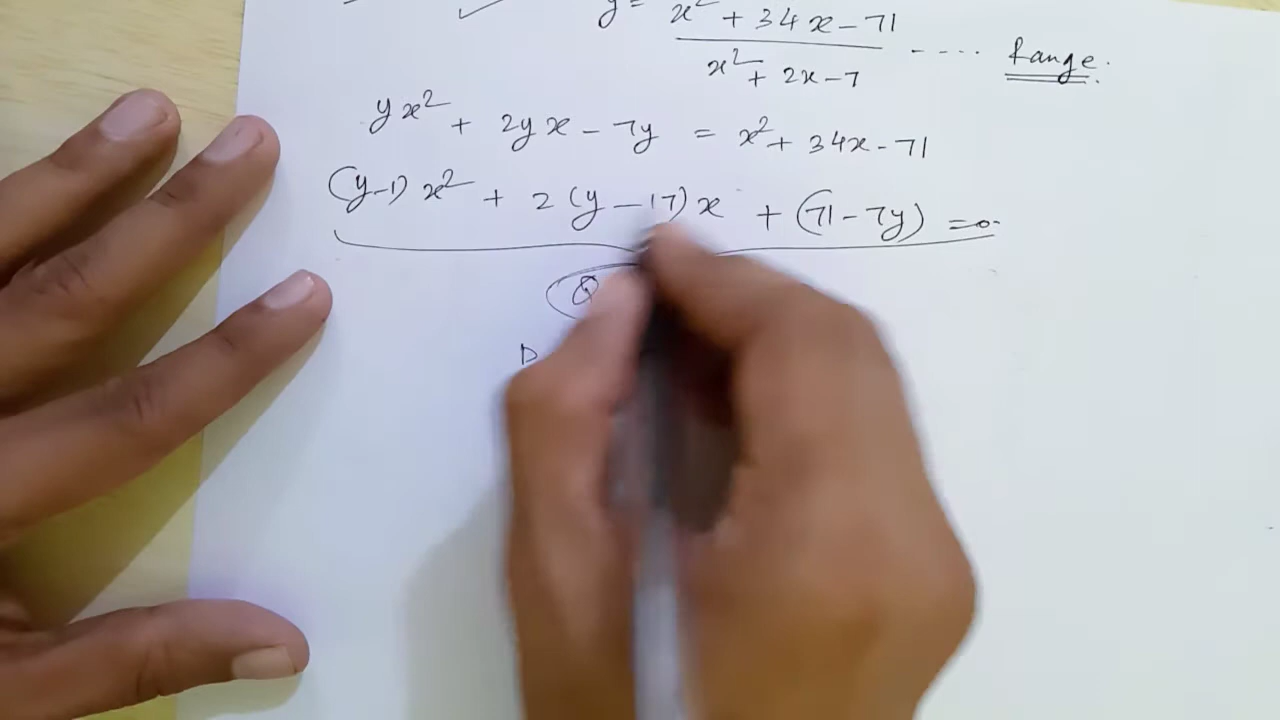 y = x² + 34x - 71 / x² + 2x - 7 ---- Range.
yx² + 2yx - 7y = x² + 34x - 71
(y-1)x² + 2(y-17)x + (71-7y) = 0.
Q
D